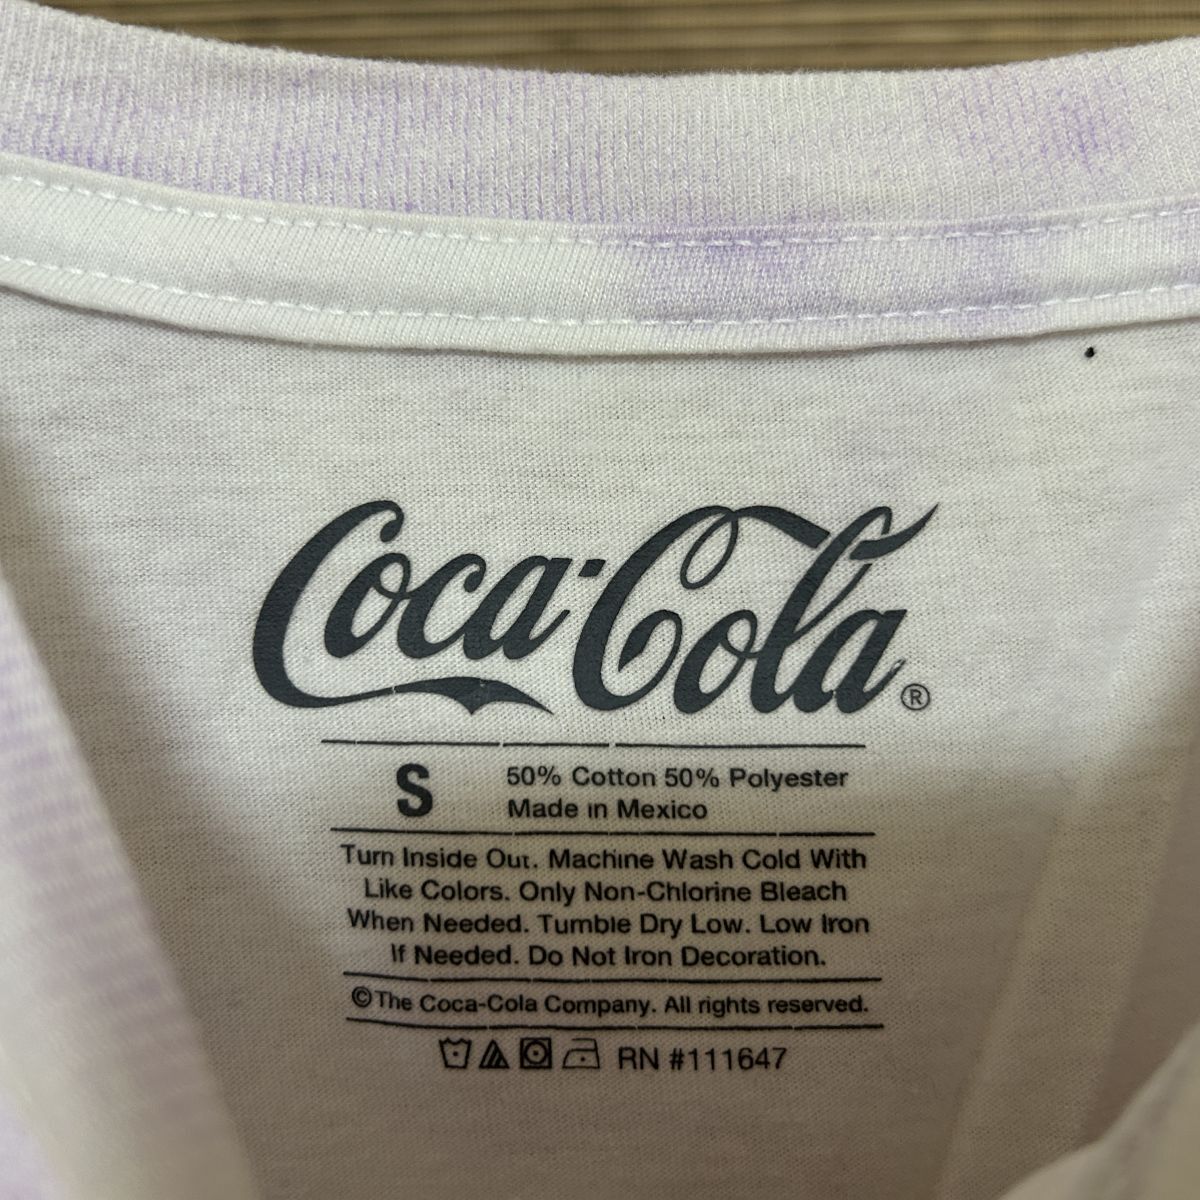 Coca-Cola®
S
50% Cotton 50% Polyester
Made in Mexico
Turn Inside Out. Machine Wash Cold With
Like Colors. Only Non-Chlorine Bleach
When Needed. Tumble Dry Low. Low Iron
If Needed. Do Not Iron Decoration.
©The Coca-Cola Company. All rights reserved.
RN #111647